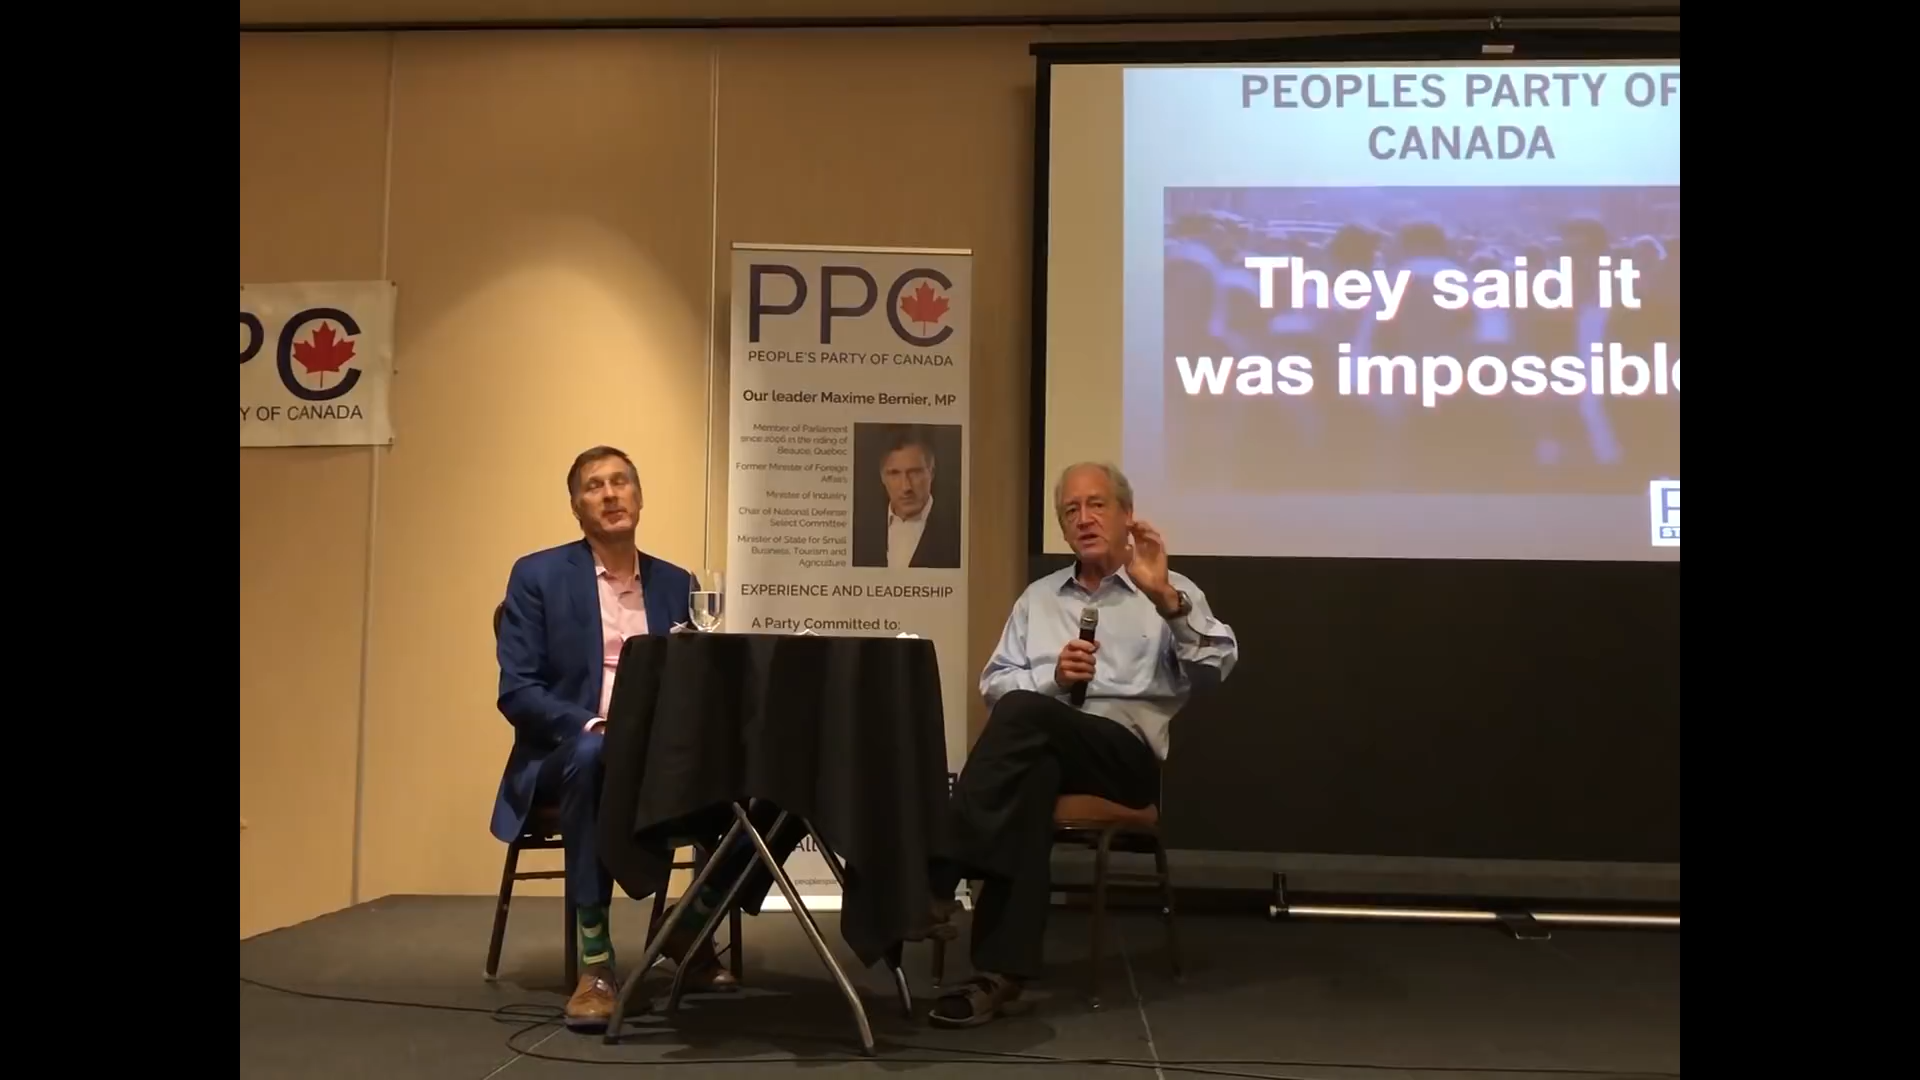 PC
Y OF CANADA
PPC
PEOPLE'S PARTY OF CANADA
Our leader Maxime Bernier, MP
Member of Parliament
since 2006 in the riding of
Beauce, Quebec
Former Minister of Foreign
Affairs
Minister of Industry
Chair of National Defense
Select Committee
Minister of State for Small
Business, Tourism and
Agriculture
EXPERIENCE AND LEADERSHIP
A Party Committed to:
PEOPLES PARTY OF
CANADA
They said it
was impossibl